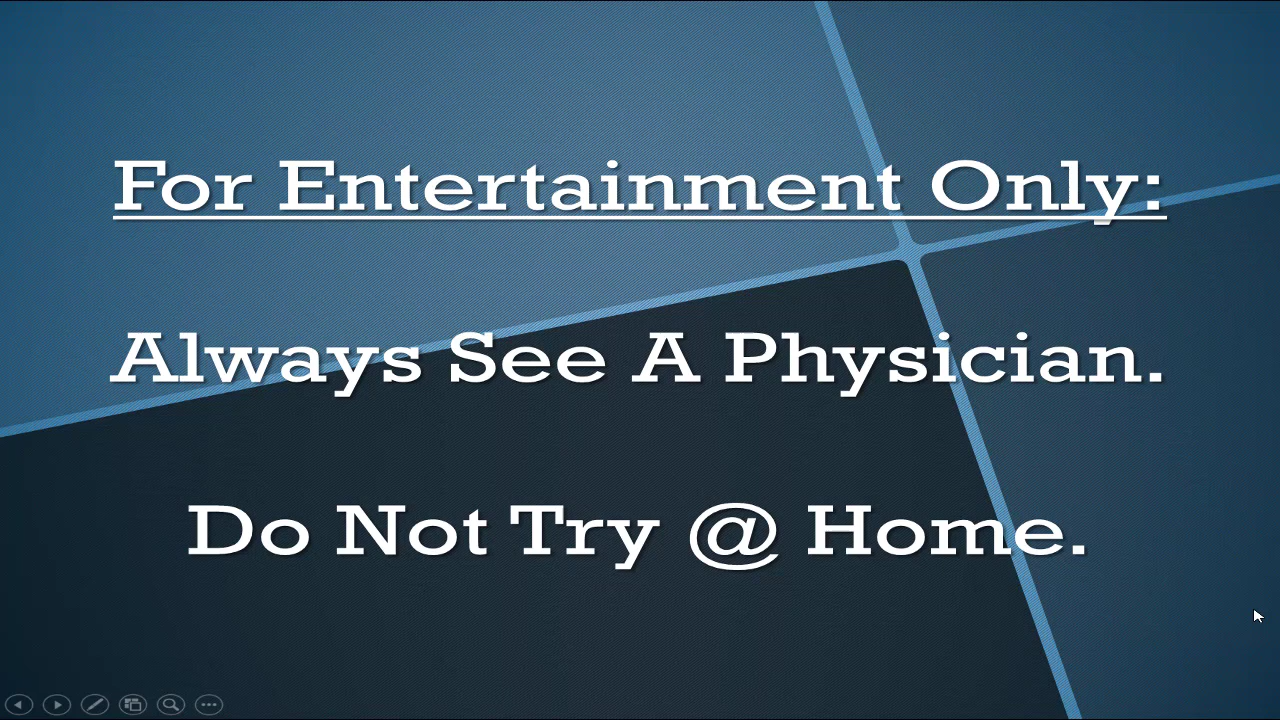 For Entertainment Only:
Always See A Physician.
Do Not Try @ Home.